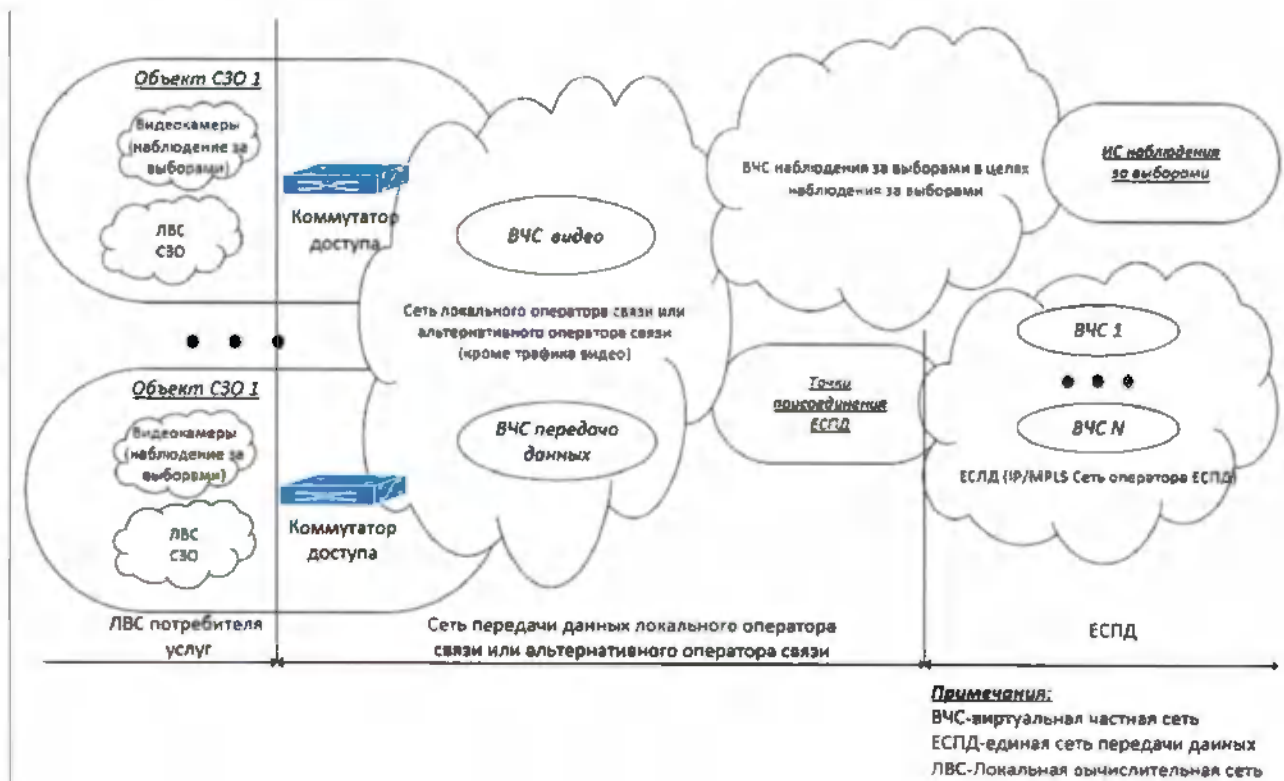 Объект СЗО 1
Видеокамеры
(наблюдение за
выборами)
ЛВС
СЗО
Коммутатор
доступа
Объект СЗО 1
Видеокамеры
(наблюдение за
выборами)
ЛВС
СЗО
Коммутатор
доступа
ВЧС видео
Сеть локального оператора связи или
альтернативного оператора связи
(кроме трафика видео)
ВЧС передача
данных
ВЧС наблюдения за выборами в целях
наблюдения за выборами
ИС наблюдения
за выборами
Точки
присоединения
ЕСПД
ВЧС 1
ВЧС N
ЕСПД (IP/MPLS Сеть оператора ЕСПД)
ЛВС потребителя
услуг
Сеть передачи данных локального оператора
связи или альтернативного оператора связи
ЕСПД
Примечания:
ВЧС-виртуальная частная сеть
ЕСПД-единая сеть передачи данных
ЛВС-Локальная вычислительная сеть